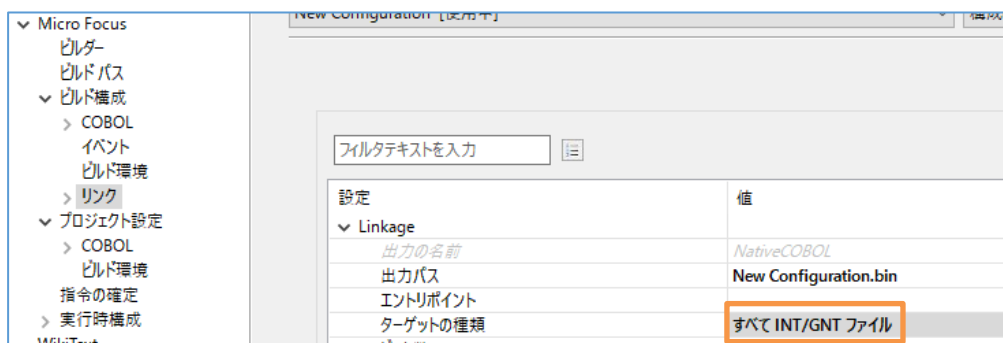 Micro Focus
ビルダー
ビルド パス
ビルド構成
COBOL
イベント
ビルド環境
リンク
プロジェクト設定
COBOL
ビルド環境
指令の確定
実行時構成
WikiText
New Configuration [使用中]
構成
フィルタテキストを入力
設定 値
Linkage
出力の名前 NativeCOBOL
出力パス New Configuration.bin
エントリポイント
ターゲットの種類 すべて INT/GNT ファイル